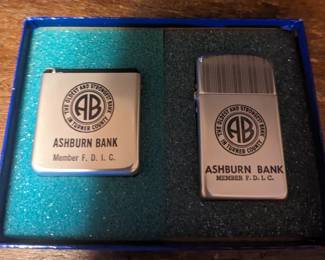 THE OLDEST AND STRONGEST BANK
AB
IN TURNER COUNTY
ASHBURN BANK
Member F. D. I. C.
THE OLDEST AND STRONGEST BANK
AB
IN TURNER COUNTY
ASHBURN BANK
MEMBER F. D. I. C.